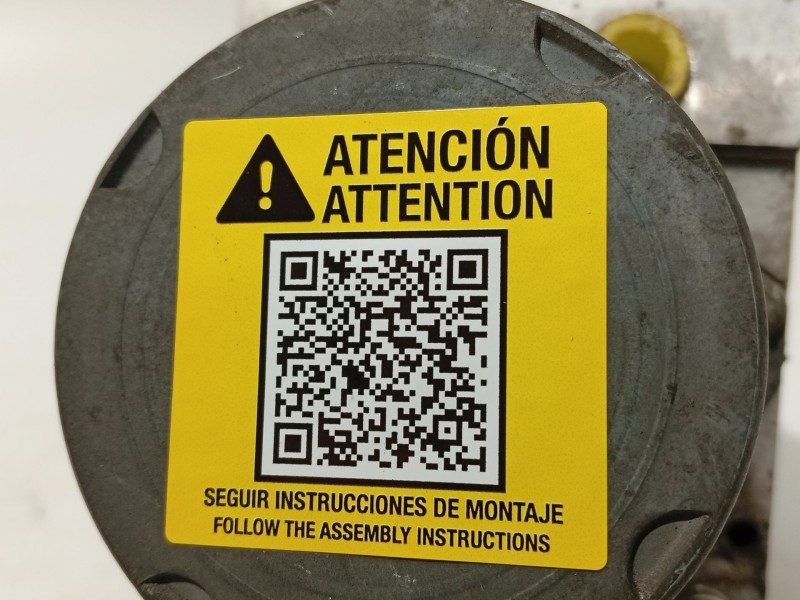 ATENCIÓN
ATTENTION
SEGUIR INSTRUCCIONES DE MONTAJE
FOLLOW THE ASSEMBLY INSTRUCTIONS